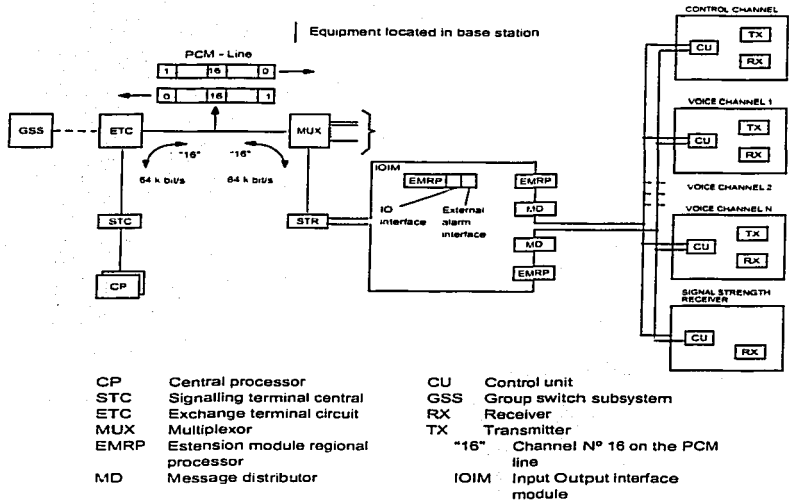 Equipment located in base station
PCM - Line
1 16 0
0 16 1
GSS
ETC
MUX
"16" "16"
64 k bit/s 64 k bit/s
STC
CP
STR
IOIM
EMRP
IO interface
External alarm interface
EMRP
MD
MD
EMRP
CONTROL CHANNEL
CU
TX
RX
VOICE CHANNEL 1
CU
TX
RX
VOICE CHANNEL 2
VOICE CHANNEL N
CU
TX
RX
SIGNAL STRENGTH
RECEIVER
CU
RX
CP Central processor
STC Signalling terminal central
ETC Exchange terminal circuit
MUX Multiplexor
EMRP Estension module regional
processor
MD Message distributor
CU Control unit
GSS Group switch subsystem
RX Receiver
TX Transmitter
"16" Channel Nº 16 on the PCM
line
IOIM Input Output interface
module